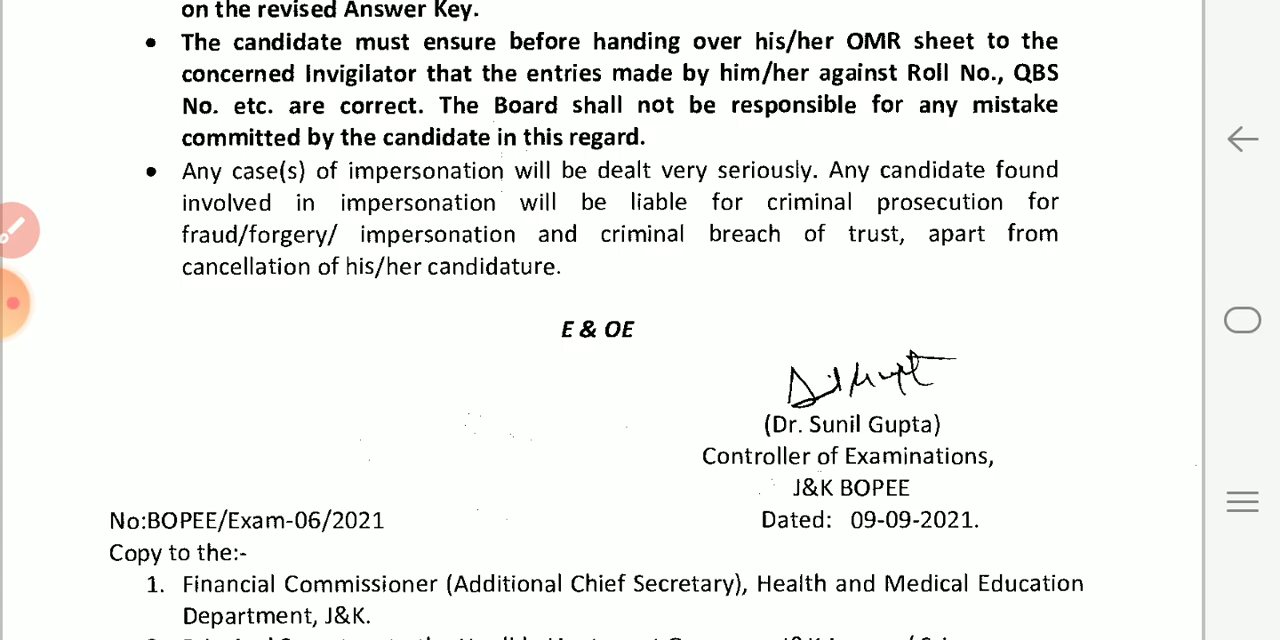 on the revised Answer Key.
• The candidate must ensure before handing over his/her OMR sheet to the
concerned Invigilator that the entries made by him/her against Roll No., QBS
No. etc. are correct. The Board shall not be responsible for any mistake
committed by the candidate in this regard.
• Any case(s) of impersonation will be dealt very seriously. Any candidate found
involved in impersonation will be liable for criminal prosecution for
fraud/forgery/ impersonation and criminal breach of trust, apart from
cancellation of his/her candidature.
E & OE
(Dr. Sunil Gupta)
Controller of Examinations,
J&K BOPEE
No:BOPEE/Exam-06/2021
Dated: 09-09-2021.
Copy to the:-
1. Financial Commissioner (Additional Chief Secretary), Health and Medical Education
Department, J&K.